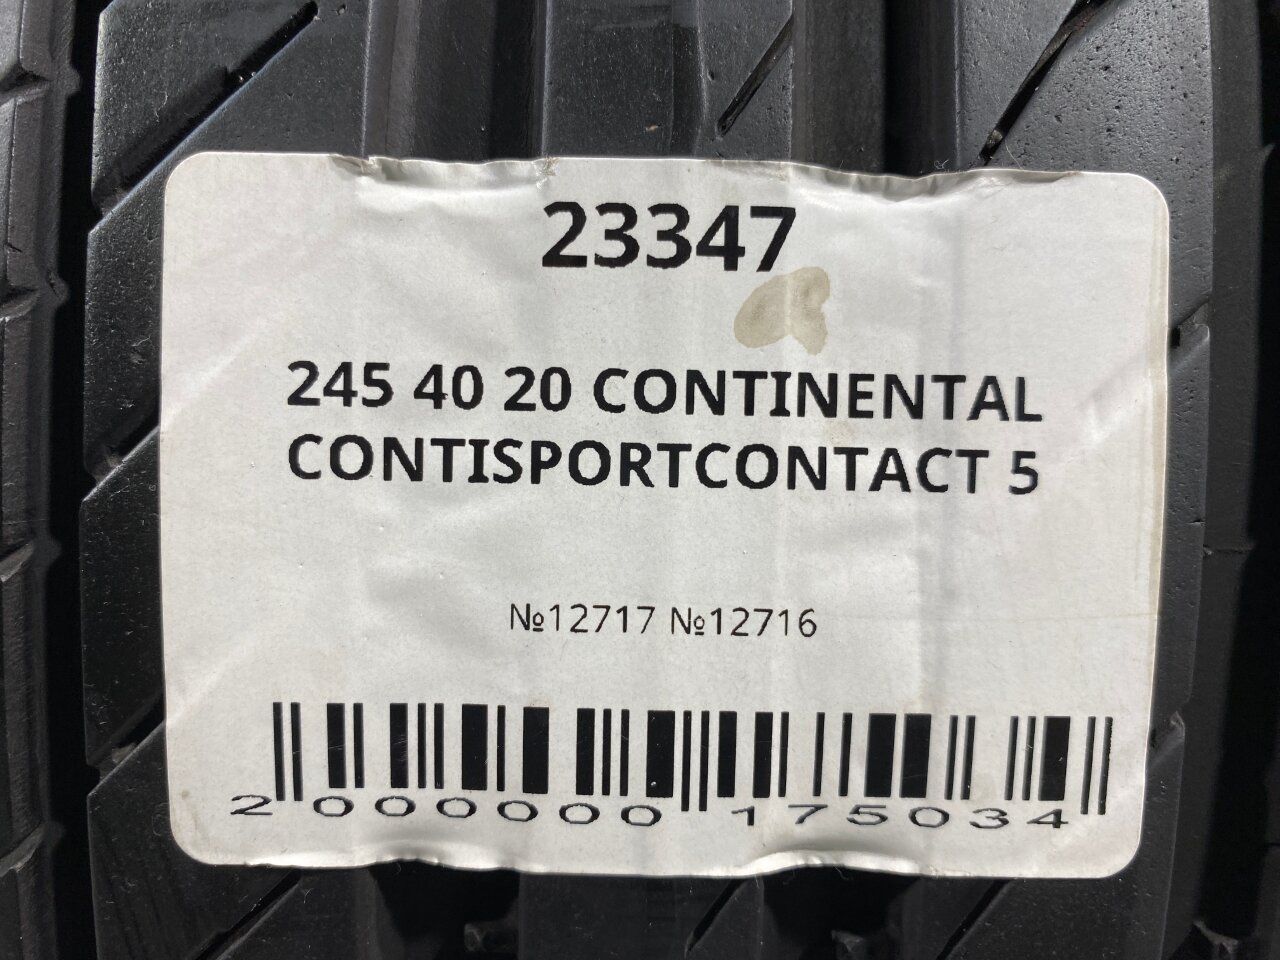 23347
245 40 20 CONTINENTAL
CONTISPORTCONTACT 5
№12717 №12716
2 000000 175034